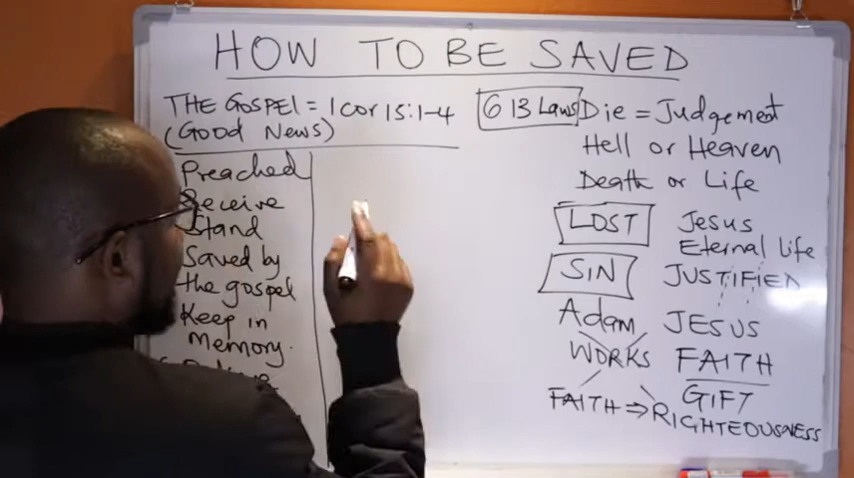 HOW TO BE SAVED
THE GOSPEL = 1 Cor 15:1-4
(Good News)
Preached
Receive
Stand
Saved by
the gospel
Keep in
Memory.
613 Laws
Die = Judgement
Hell or Heaven
Death or Life
LOST Jesus
Eternal Life
SIN JUSTIFIED
Adam JESUS
WORKS FAITH
GIFT
FAITH ⇒ RIGHTEOUSNESS